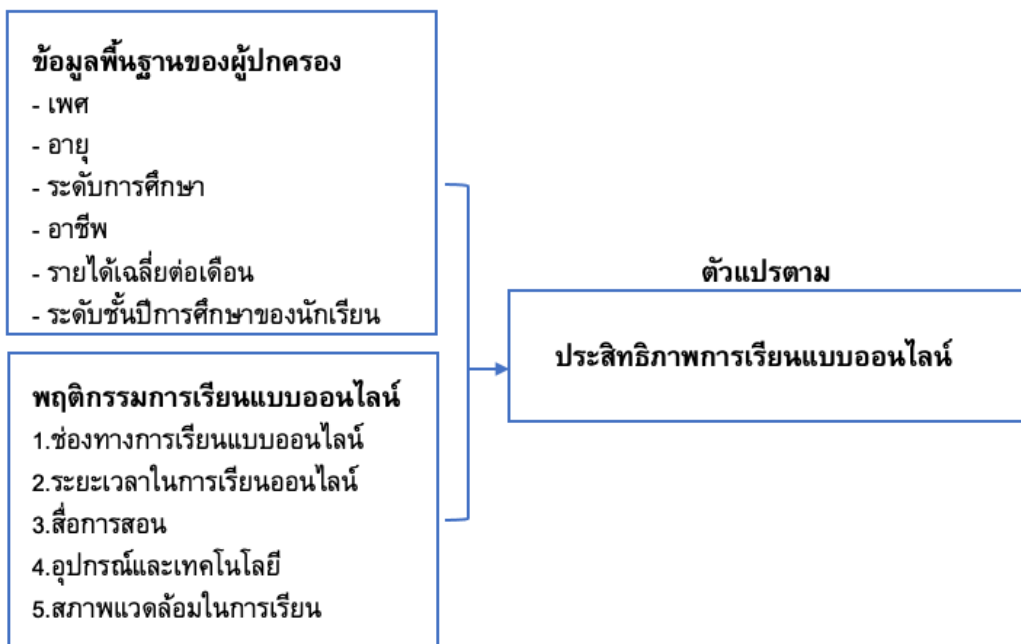 ข้อมูลพื้นฐานของผู้ปกครอง
- เพศ
- อายุ
- ระดับการศึกษา
- อาชีพ
- รายได้เฉลี่ยต่อเดือน
- ระดับชั้นปีการศึกษาของนักเรียน
พฤติกรรมการเรียนแบบออนไลน์
1.ช่องทางการเรียนแบบออนไลน์
2.ระยะเวลาในการเรียนออนไลน์
3.สื่อการสอน
4.อุปกรณ์และเทคโนโลยี
5.สภาพแวดล้อมในการเรียน
ตัวแปรตาม
ประสิทธิภาพการเรียนแบบออนไลน์